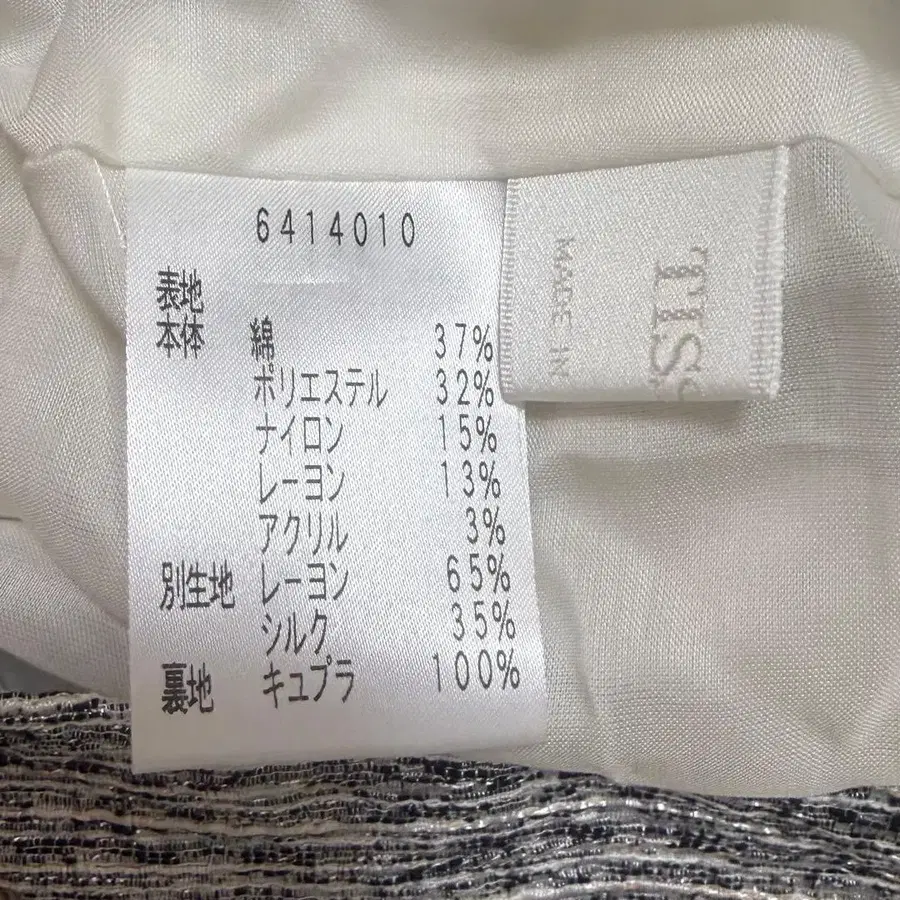 6414010
表地
本体 綿 37%
ポリエステル 32%
ナイロン 15%
レーヨン 13%
アクリル 3%
別生地 レーヨン 65%
シルク 35%
裏地 キュプラ 100%
MADE IN